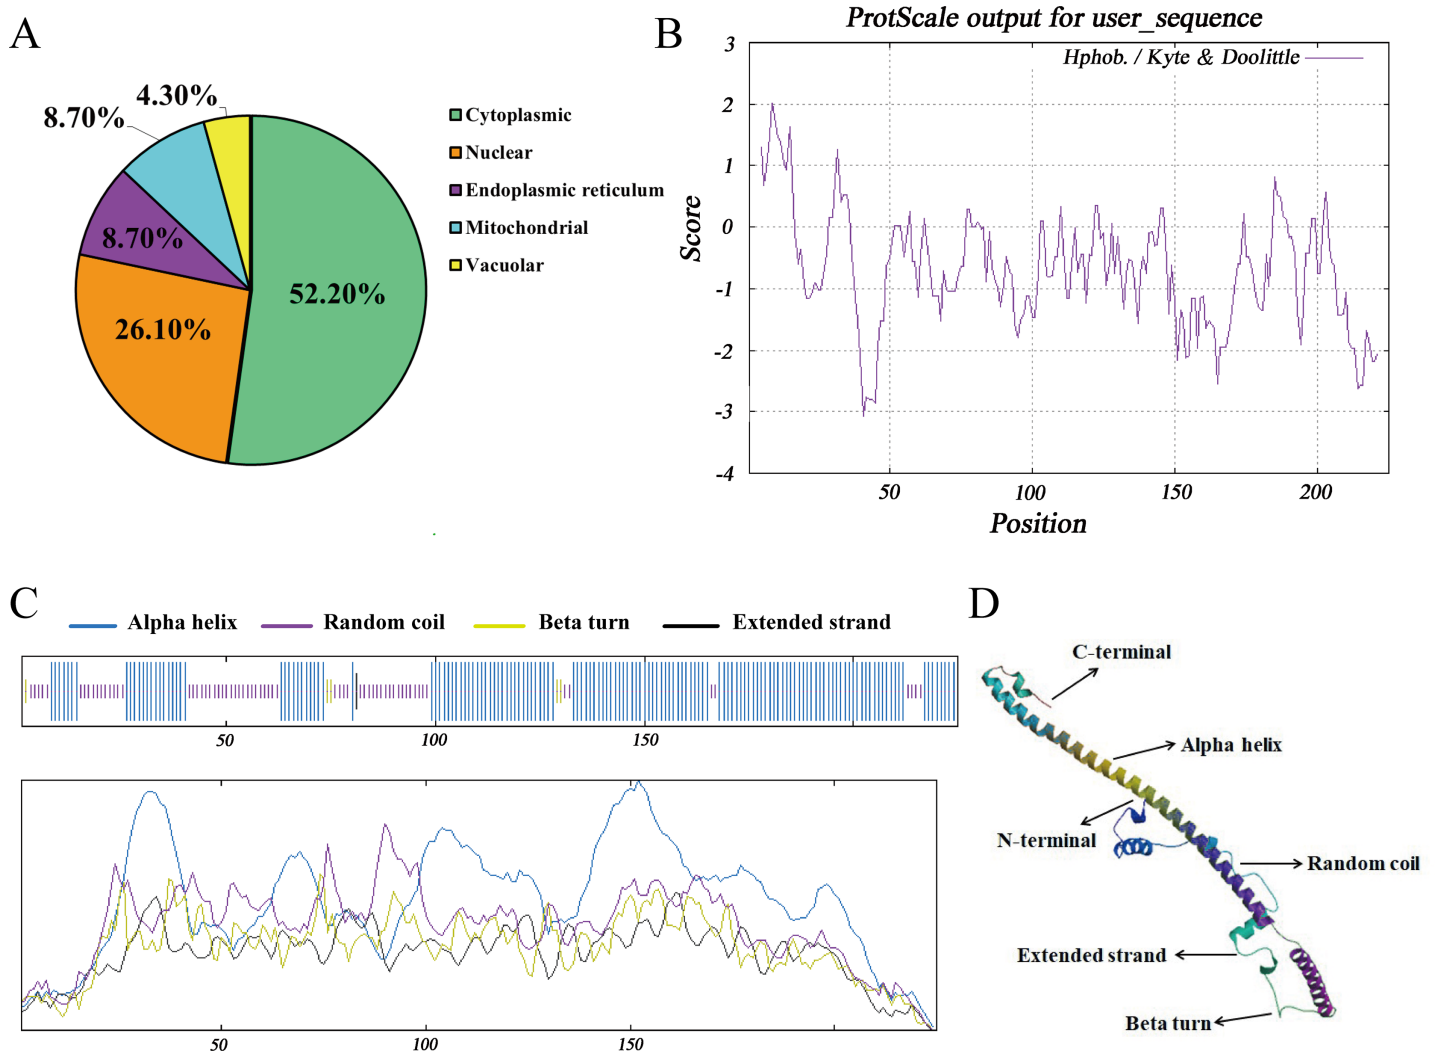 A
4.30%
8.70%
8.70%
52.20%
26.10%
Cytoplasmic
Nuclear
Endoplasmic reticulum
Mitochondrial
Vacuolar
B
ProtScale output for user_sequence
Hphob. / Kyte & Doolittle
3
2
1
0
-1
-2
-3
-4
Score
50
100
150
200
Position
C
Alpha helix
Random coil
Beta turn
Extended strand
50
100
150
50
100
150
D
C-terminal
Alpha helix
N-terminal
Random coil
Extended strand
Beta turn